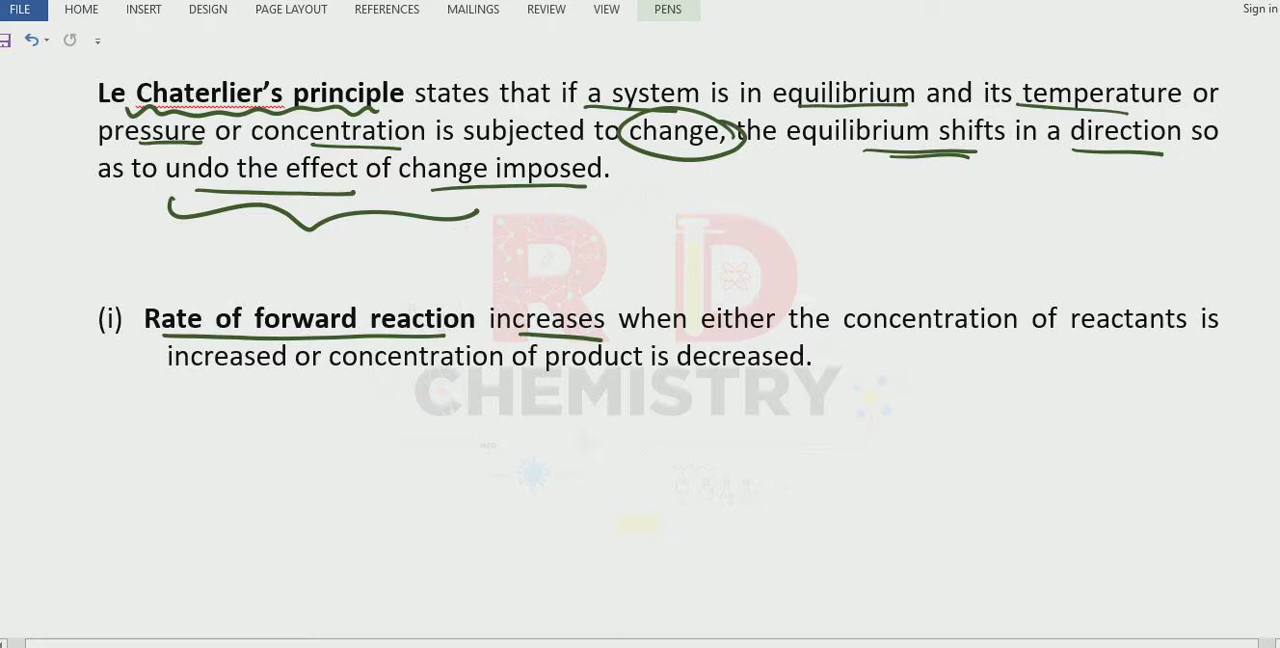 FILE HOME INSERT DESIGN PAGE LAYOUT REFERENCES MAILINGS REVIEW VIEW PENS Sign in
Le Chaterlier’s principle states that if a system is in equilibrium and its temperature or
pressure or concentration is subjected to change, the equilibrium shifts in a direction so
as to undo the effect of change imposed.
R D
(i) Rate of forward reaction increases when either the concentration of reactants is
increased or concentration of product is decreased.
CHEMISTRY